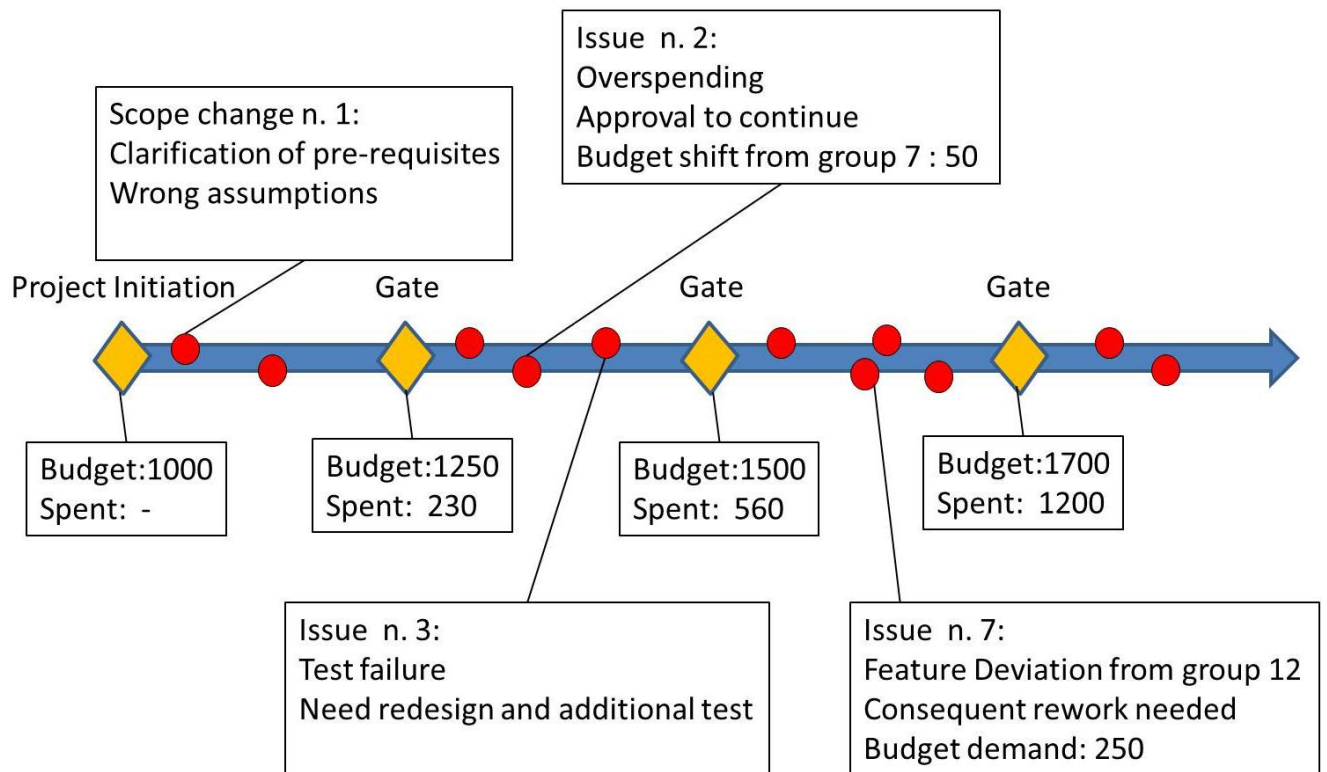 Issue  n. 2:
Overspending
Approval to continue
Budget shift from group 7 : 50
Scope change n. 1:
Clarification of pre-requisites
Wrong assumptions
Project Initiation
Gate
Gate
Gate
Budget:1000
Spent:  -
Budget:1250
Spent:  230
Budget:1500
Spent:  560
Budget:1700
Spent:  1200
Issue  n. 3:
Test failure
Need redesign and additional test
Issue  n. 7:
Feature Deviation from group 12
Consequent rework needed
Budget demand: 250